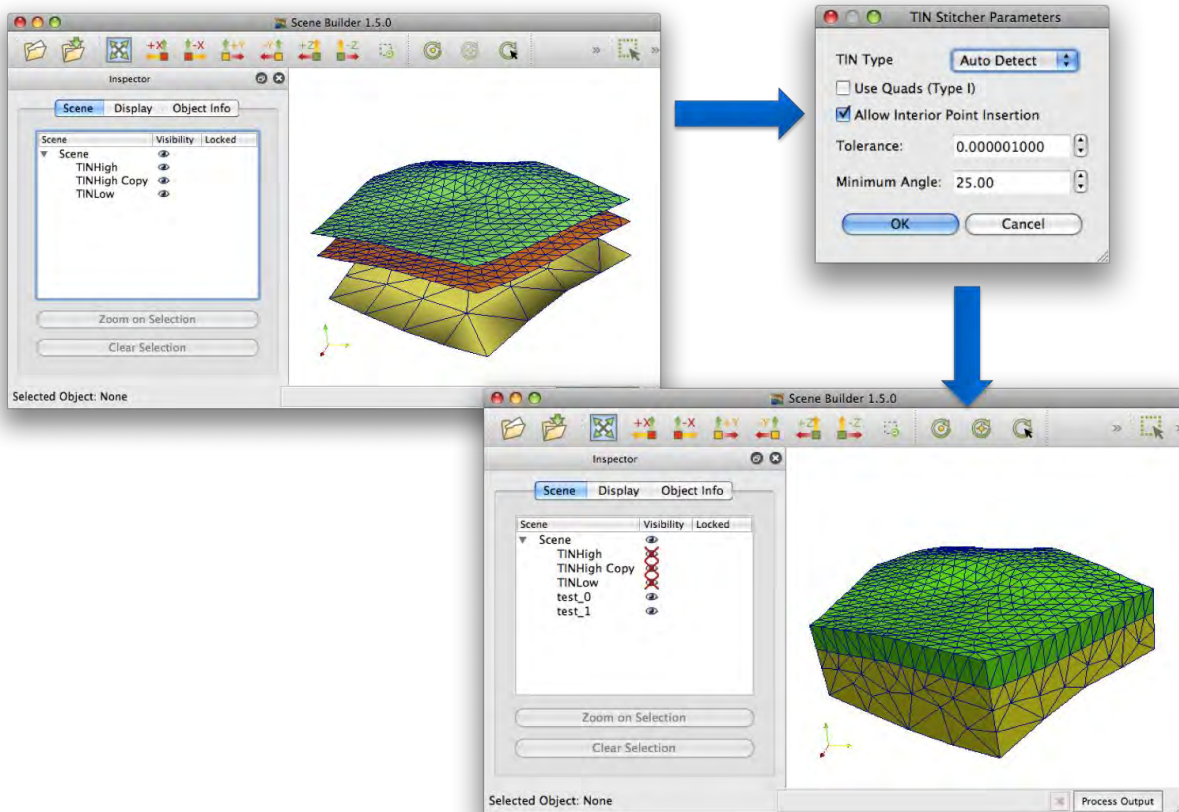 Scene Builder 1.5.0
+X -X +Y -Y +Z -Z » »
Inspector
Scene Display Object Info
Scene Visibility Locked
Scene
TINHigh
TINHigh Copy
TINLow
Zoom on Selection
Clear Selection
Selected Object: None
TIN Stitcher Parameters
TIN Type Auto Detect
Use Quads (Type I)
Allow Interior Point Insertion
Tolerance: 0.000001000
Minimum Angle: 25.00
OK Cancel
Scene Builder 1.5.0
+X -X +Y -Y +Z -Z »
Inspector
Scene Display Object Info
Scene Visibility Locked
Scene
TINHigh
TINHigh Copy
TINLow
test_0
test_1
Zoom on Selection
Clear Selection
Selected Object: None
Process Output